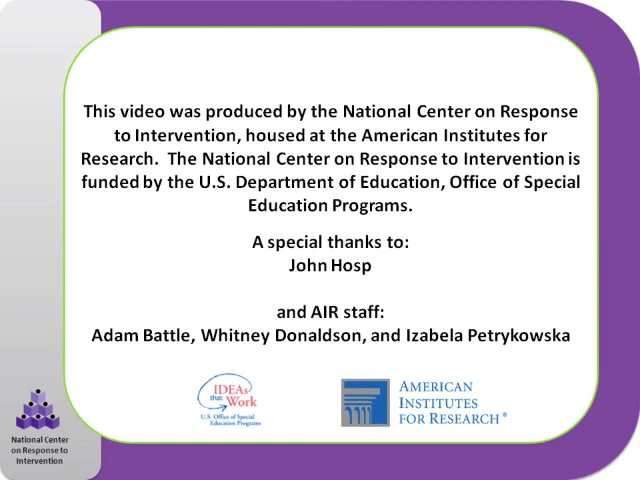 This video was produced by the National Center on Response
to Intervention, housed at the American Institutes for
Research. The National Center on Response to Intervention is
funded by the U.S. Department of Education, Office of Special
Education Programs.
A special thanks to:
John Hosp
and AIR staff:
Adam Battle, Whitney Donaldson, and Izabela Petrykowska
IDEAs
that Work
U.S. Office of Special
Education Programs
AMERICAN
INSTITUTES
FOR RESEARCH®
National Center
on Response to
Intervention